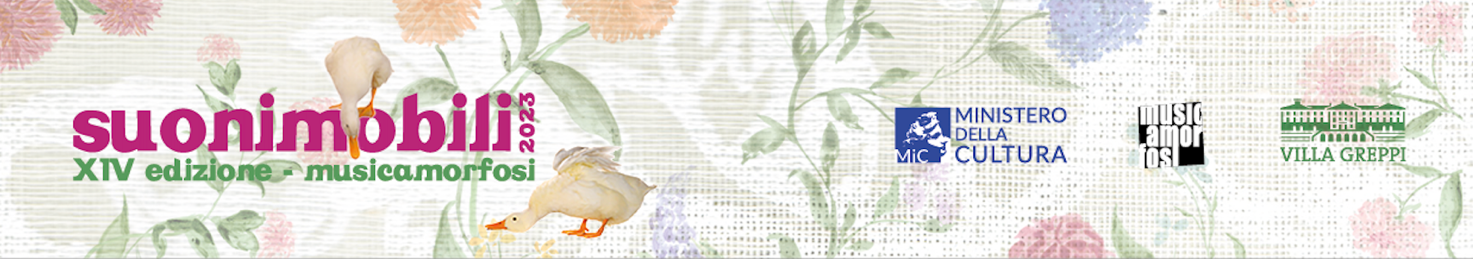 suonimobili 2023
XIV edizione - musicamorfosi
MiC MINISTERO
DELLA
CULTURA
music
amor
fosi
VILLA GREPPI